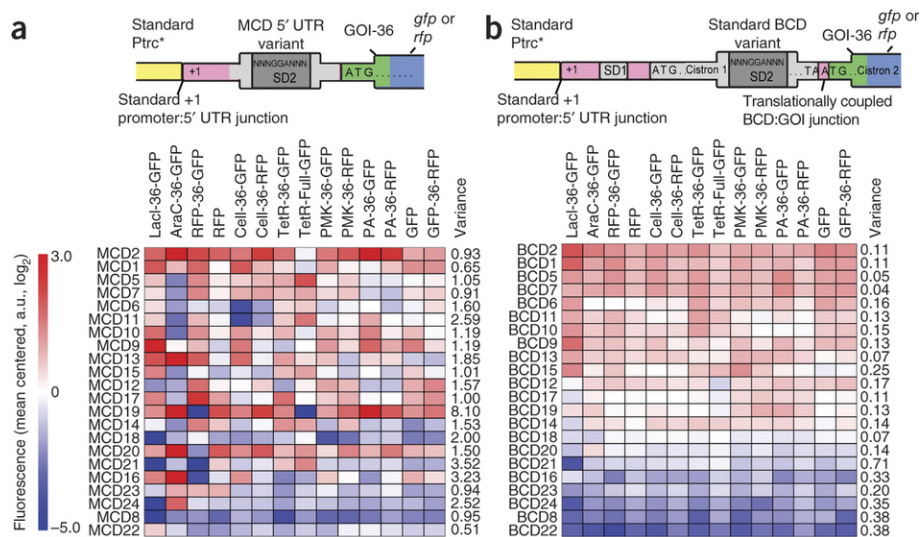 a
Standard
Ptrc*
MCD 5′ UTR
variant
GOI-36
gfp or
rfp
+1
NNNGGANNN
SD2
ATG.......
Standard +1
promoter:5′ UTR junction
LacI-36-GFP
AraC-36-GFP
RFP-36-GFP
RFP
Cell-36-GFP
Cell-36-RFP
TetR-36-GFP
TetR-Full-GFP
PMK-36-GFP
PMK-36-RFP
PA-36-GFP
PA-36-RFP
GFP
GFP-36-RFP
Variance
Fluorescence (mean centered, a.u., log2)
3.0
0
–5.0
MCD2 0.93
MCD1 0.65
MCD5 1.05
MCD7 0.91
MCD6 1.60
MCD11 2.59
MCD10 1.19
MCD9 1.19
MCD13 1.85
MCD15 1.01
MCD12 1.57
MCD17 1.00
MCD19 8.10
MCD14 1.53
MCD18 2.00
MCD20 1.50
MCD21 3.52
MCD16 3.23
MCD23 0.94
MCD24 2.52
MCD8 0.95
MCD22 0.51
b
Standard
Ptrc*
Standard BCD
variant
GOI-36
gfp or
rfp
+1
SD1
ATG..Cistron 1
NNNGGANNN
SD2
...TAATG..Cistron 2
Standard +1
promoter:5′ UTR junction
Translationally coupled
BCD:GOI junction
LacI-36-GFP
AraC-36-GFP
RFP-36-GFP
RFP
Cell-36-GFP
Cell-36-RFP
TetR-36-GFP
TetR-Full-GFP
PMK-36-GFP
PMK-36-RFP
PA-36-GFP
PA-36-RFP
GFP
GFP-36-RFP
Variance
BCD2 0.11
BCD1 0.11
BCD5 0.05
BCD7 0.04
BCD6 0.16
BCD11 0.13
BCD10 0.15
BCD9 0.13
BCD13 0.07
BCD15 0.25
BCD12 0.17
BCD17 0.11
BCD19 0.13
BCD14 0.14
BCD18 0.07
BCD20 0.14
BCD21 0.71
BCD16 0.33
BCD23 0.20
BCD24 0.35
BCD8 0.38
BCD22 0.38